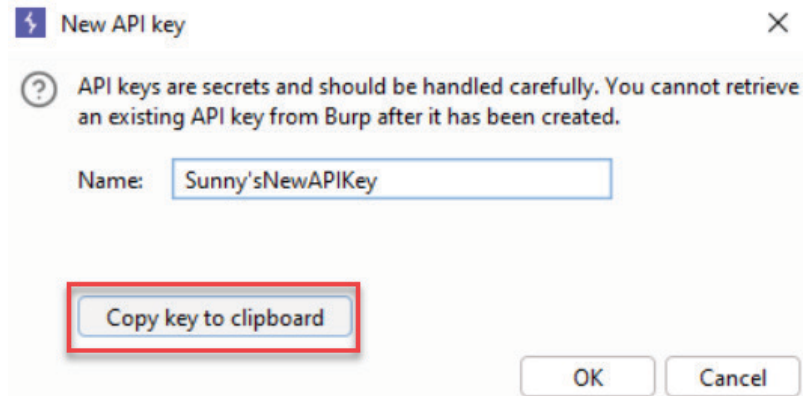 New API key
API keys are secrets and should be handled carefully. You cannot retrieve
an existing API key from Burp after it has been created.
Name: Sunny'sNewAPIKey
Copy key to clipboard
OK Cancel